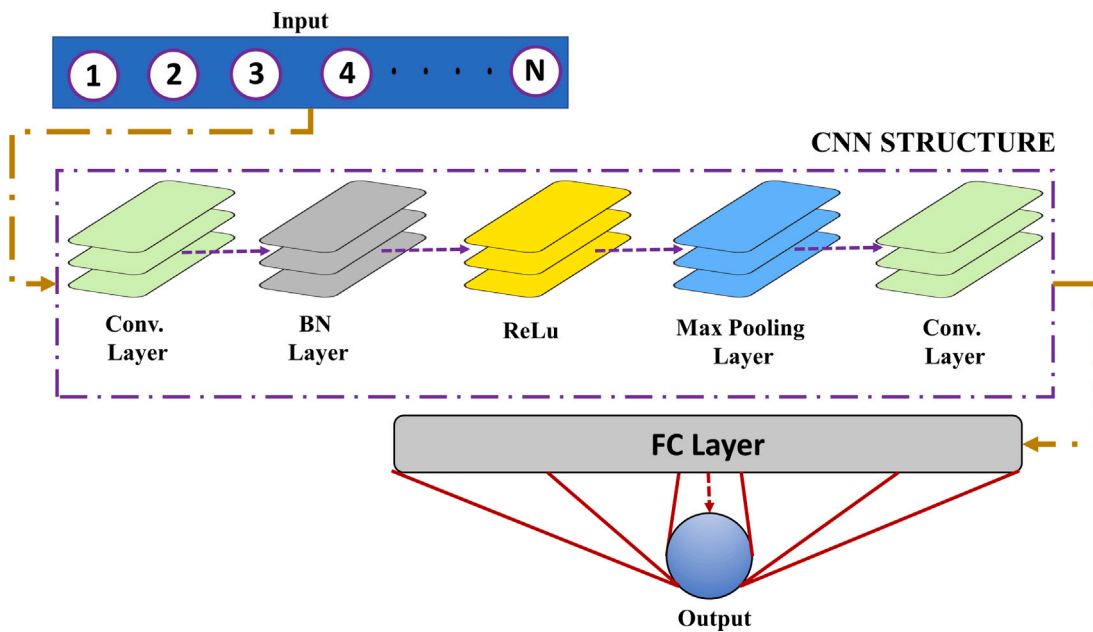 Input
1 2 3 4 · · · · N
CNN STRUCTURE
Conv.
Layer
BN
Layer
ReLu
Max Pooling
Layer
Conv.
Layer
FC Layer
Output